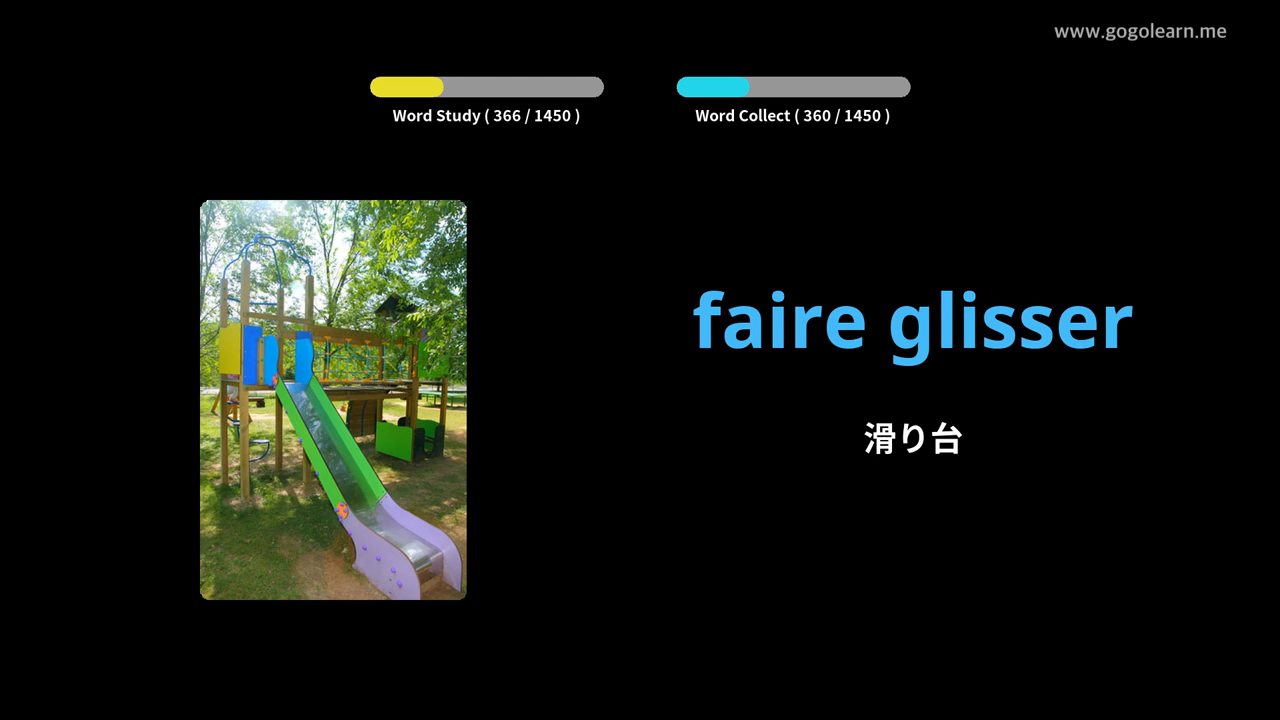 www.gogolearn.me
Word Study ( 366 / 1450 )
Word Collect ( 360 / 1450 )
faire glisser
滑り台